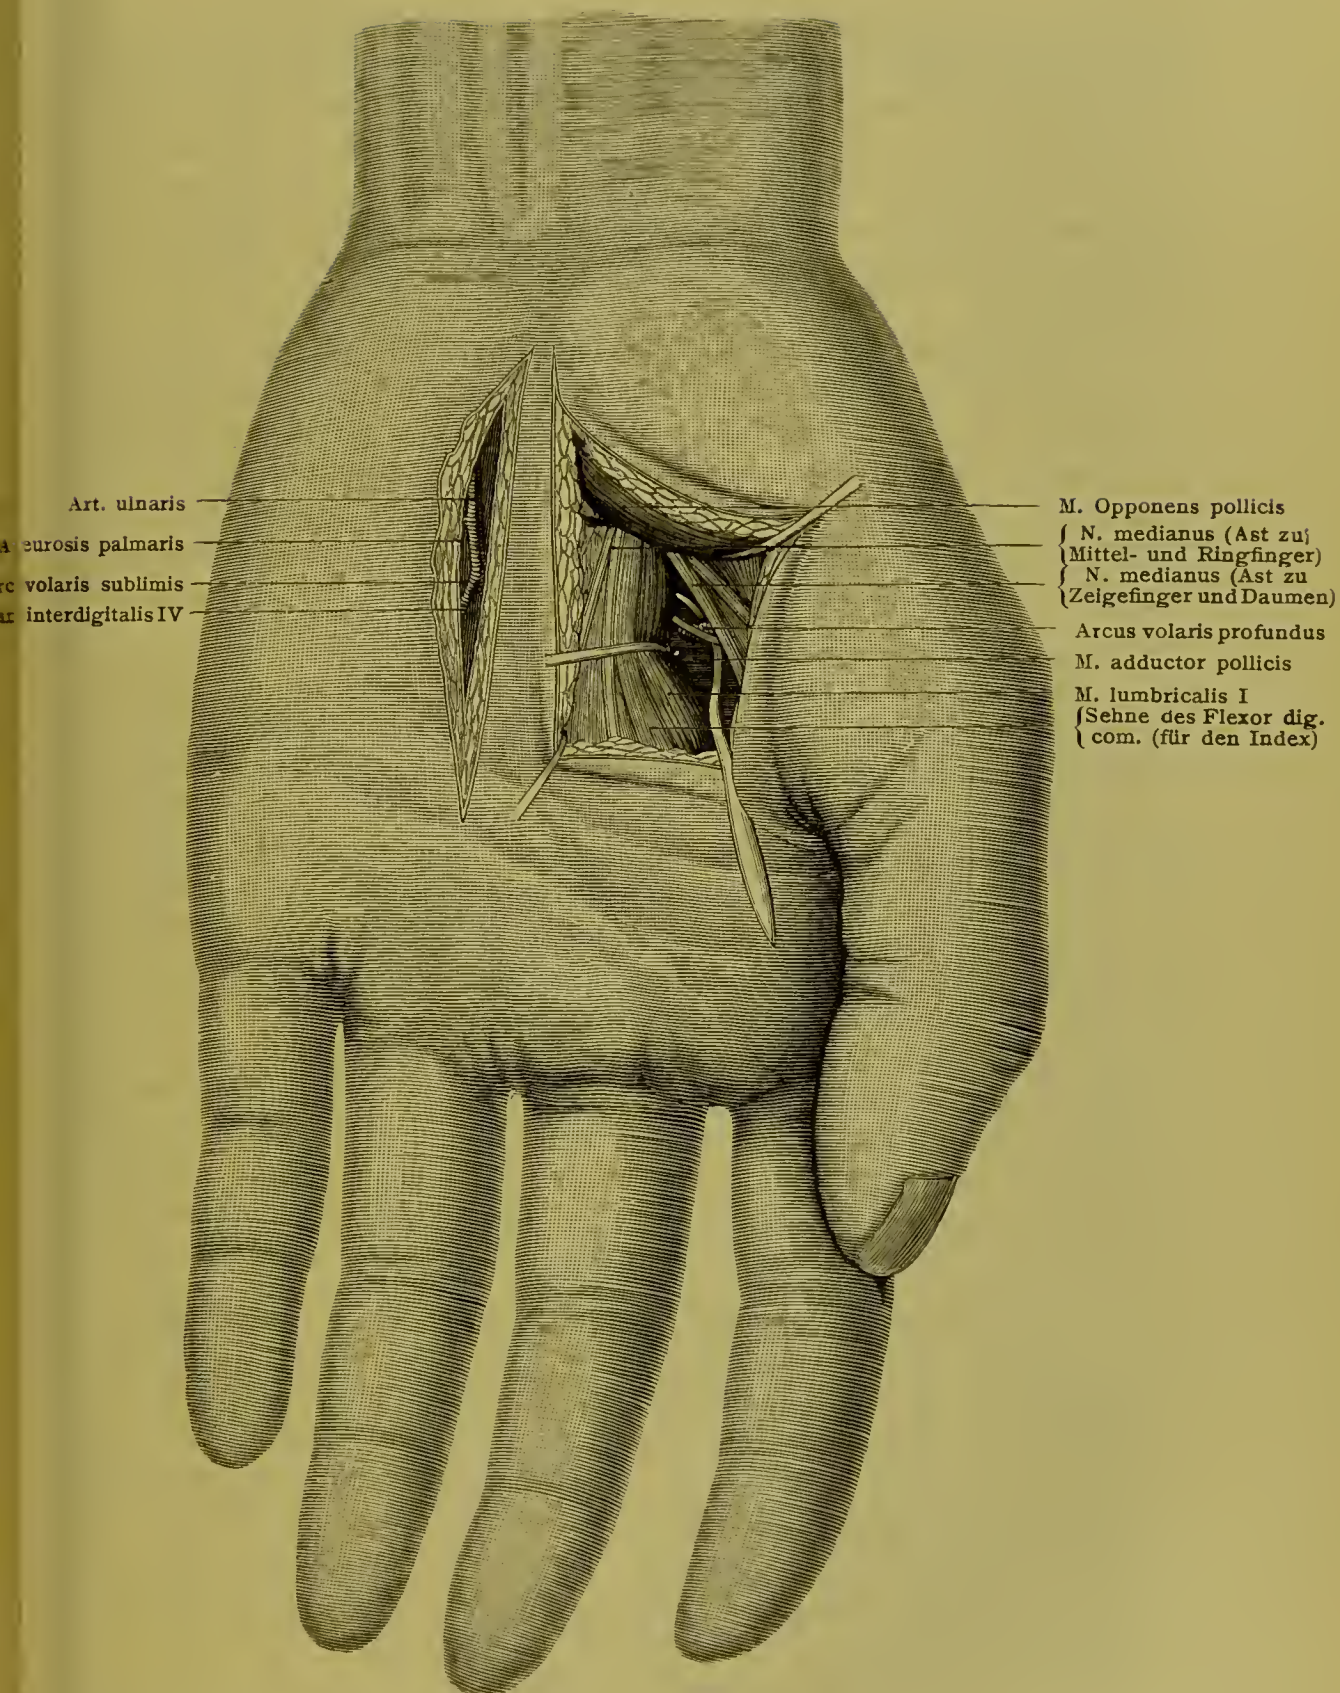 Art. ulnaris
eurosis palmaris
volaris sublimis
interdigitalis IV
M. Opponens pollicis
N. medianus (Ast zu
Mittel- und Ringfinger)
N. medianus (Ast zu
Zeigefinger und Daumen)
Arcus volaris profundus
M. adductor pollicis
M. lumbricalis I
Sehne des Flexor dig.
com. (für den Index)